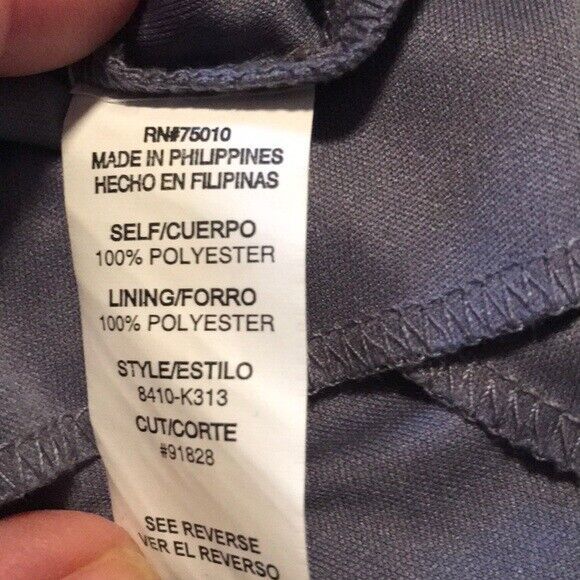 RN#75010
MADE IN PHILIPPINES
HECHO EN FILIPINAS
SELF/CUERPO
100% POLYESTER
LINING/FORRO
100% POLYESTER
STYLE/ESTILO
8410-K313
CUT/CORTE
#91828
SEE REVERSE
VER EL REVERSO